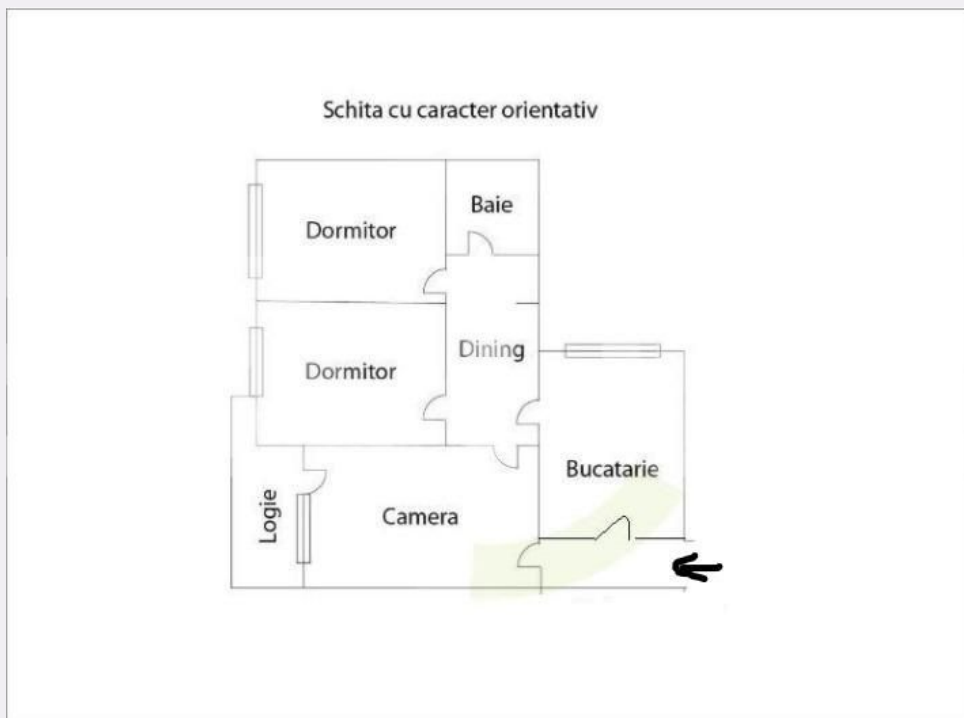 Schita cu caracter orientativ
Baie
Dormitor
Dining
Dormitor
Bucatarie
Logie
Camera